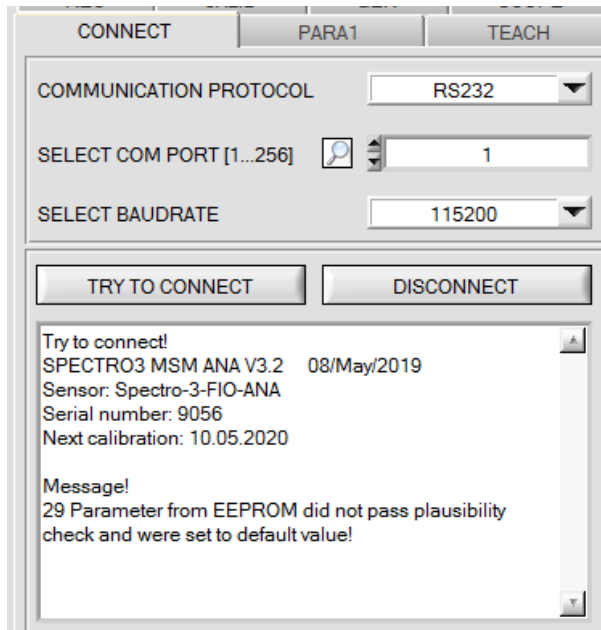 CONNECT PARA1 TEACH
COMMUNICATION PROTOCOL RS232
SELECT COM PORT [1...256] 1
SELECT BAUDRATE 115200
TRY TO CONNECT DISCONNECT
Try to connect!
SPECTRO3 MSM ANA V3.2 08/May/2019
Sensor: Spectro-3-FIO-ANA
Serial number: 9056
Next calibration: 10.05.2020
Message!
29 Parameter from EEPROM did not pass plausibility
check and were set to default value!